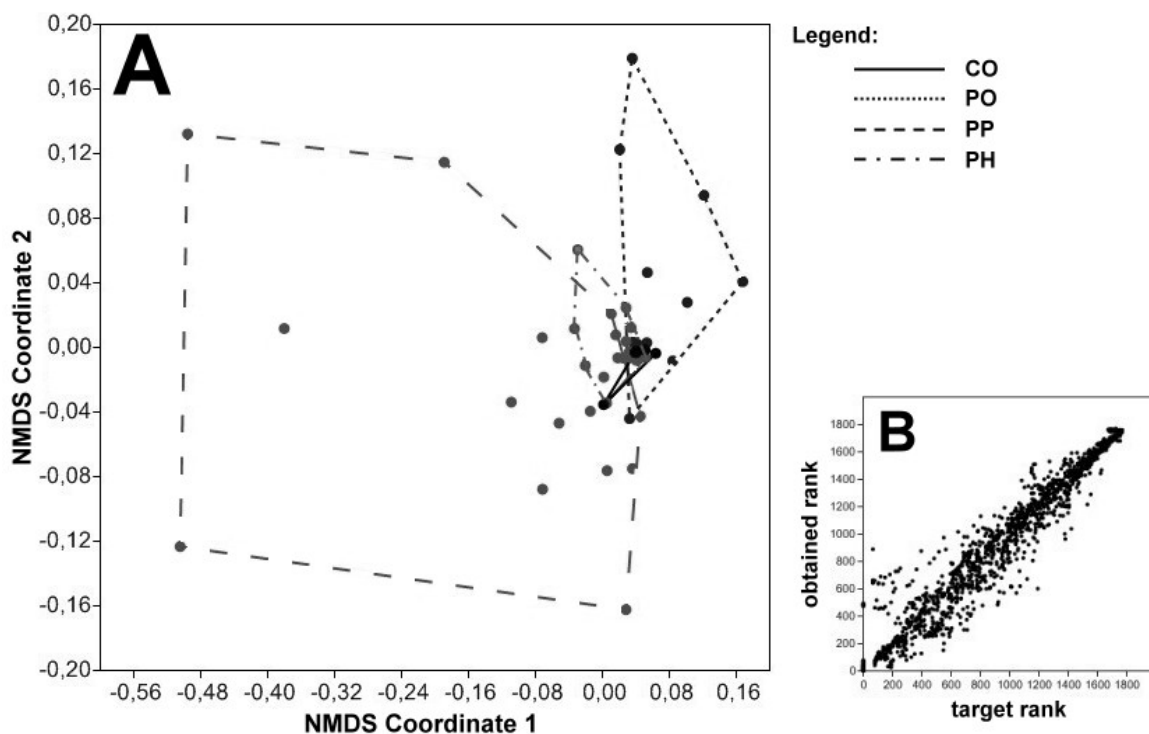 A
0,20
0,16
0,12
0,08
0,04
0,00
-0,04
-0,08
-0,12
-0,16
-0,20
NMDS Coordinate 2
-0,56 -0,48 -0,40 -0,32 -0,24 -0,16 -0,08 0,00 0,08 0,16
NMDS Coordinate 1
Legend:
CO
PO
PP
PH
B
1800
1600
1400
1200
1000
800
600
400
200
0
obtained rank
0 200 400 600 800 1000 1200 1400 1600 1800
target rank